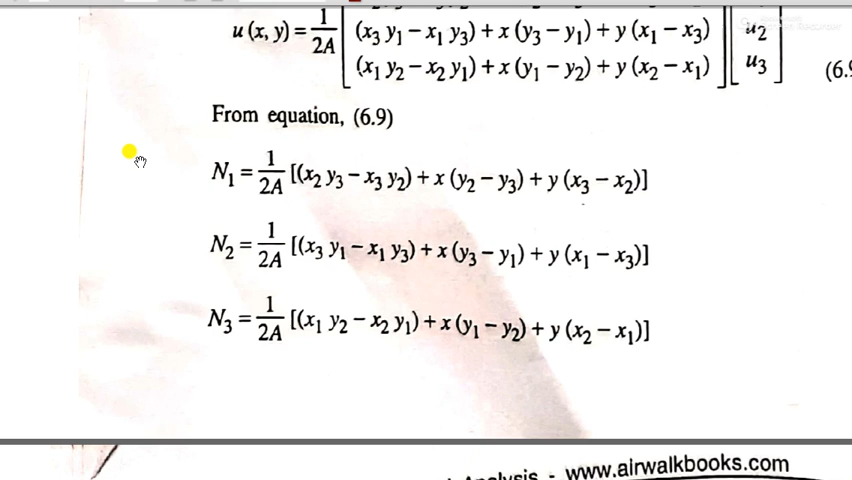 u (x, y) = 1/2A [ (x₃ y₁ − x₁ y₃) + x (y₃ − y₁) + y (x₁ − x₃) ] [ u₂ ]
(x₁ y₂ − x₂ y₁) + x (y₁ − y₂) + y (x₂ − x₁) u₃
(6.9
From equation, (6.9)
N₁ = 1/2A [(x₂ y₃ − x₃ y₂) + x (y₂ − y₃) + y (x₃ − x₂)]
N₂ = 1/2A [(x₃ y₁ − x₁ y₃) + x (y₃ − y₁) + y (x₁ − x₃)]
N₃ = 1/2A [(x₁ y₂ − x₂ y₁) + x (y₁ − y₂) + y (x₂ − x₁)]
Analysis - www.airwalkbooks.com